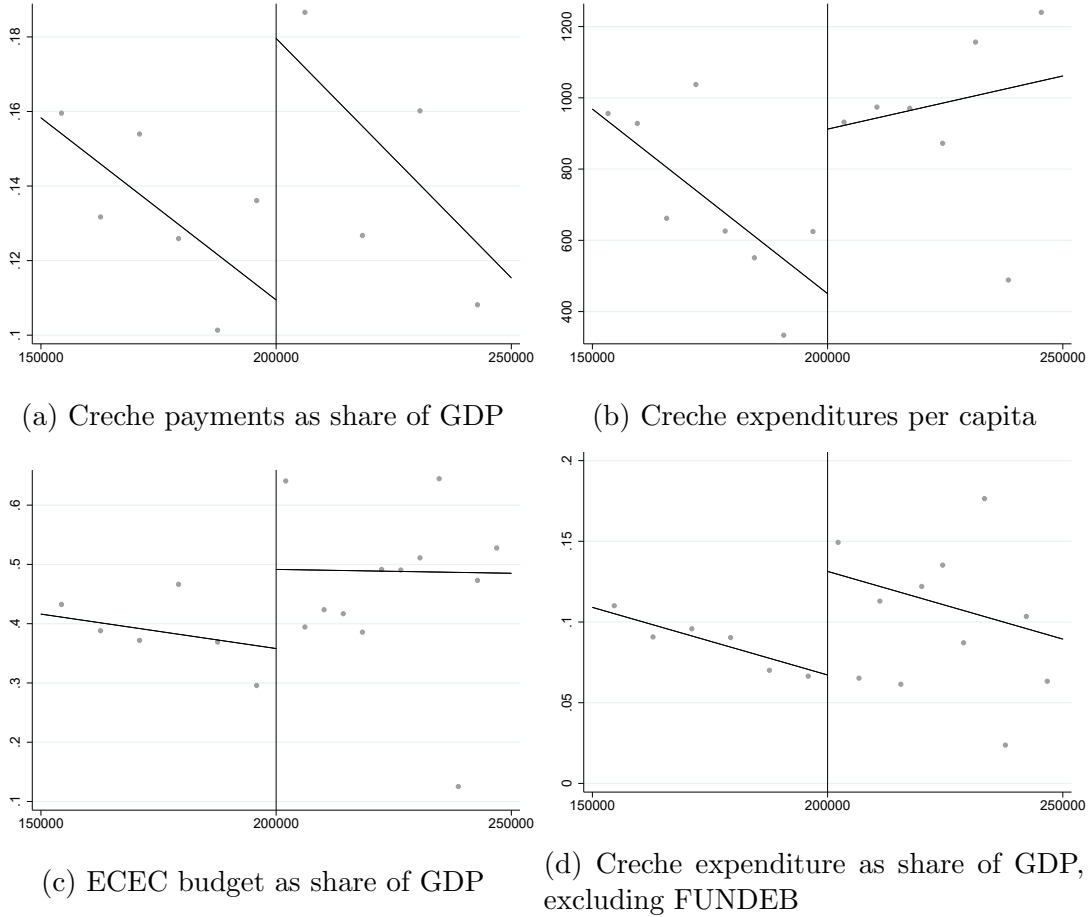 .18
.16
.14
.12
.1
150000 200000 250000
(a) Creche payments as share of GDP
1200
1000
800
600
400
150000 200000 250000
(b) Creche expenditures per capita
.6
.5
.4
.3
.2
.1
150000 200000 250000
(c) ECEC budget as share of GDP
.2
.15
.1
.05
0
150000 200000 250000
(d) Creche expenditure as share of GDP,
excluding FUNDEB